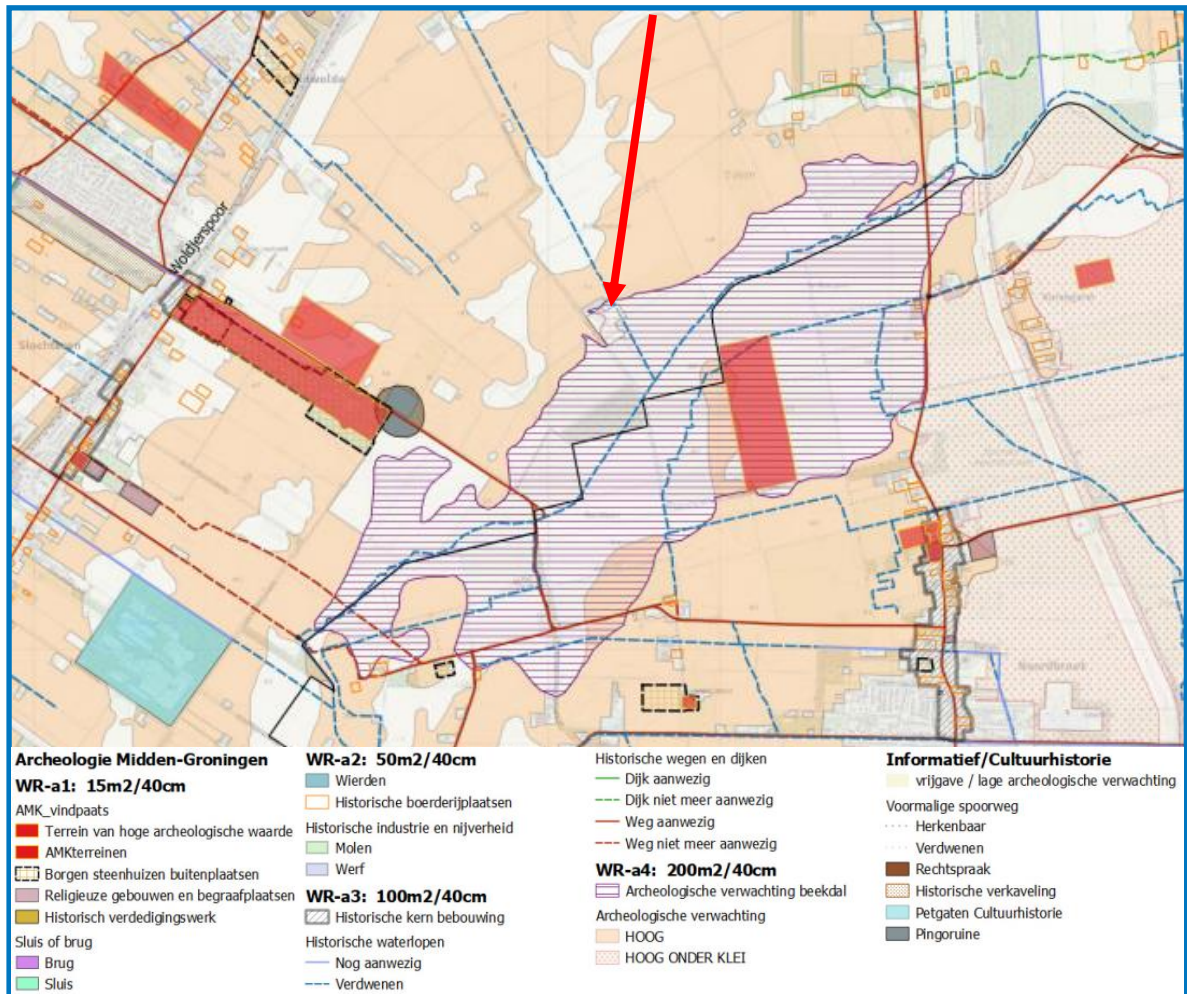 Woldjerspoor
Slochteren
Noordbroek
Archeologie Midden-Groningen
WR-a1: 15m2/40cm
AMK_vindpaats
Terrein van hoge archeologische waarde
AMKterreinen
Borgen steenhuizen buitenplaatsen
Religieuze gebouwen en begraafplaatsen
Historisch verdedigingswerk
Sluis of brug
Brug
Sluis
WR-a2: 50m2/40cm
Wierden
Historische boerderijplaatsen
Historische industrie en nijverheid
Molen
Werf
WR-a3: 100m2/40cm
Historische kern bebouwing
Historische waterlopen
Nog aanwezig
Verdwenen
Historische wegen en dijken
Dijk aanwezig
Dijk niet meer aanwezig
Weg aanwezig
Weg niet meer aanwezig
WR-a4: 200m2/40cm
Archeologische verwachting beekdal
Archeologische verwachting
HOOG
HOOG ONDER KLEI
Informatief/Cultuurhistorie
vrijgave / lage archeologische verwachting
Voormalige spoorweg
Herkenbaar
Verdwenen
Rechtspraak
Historische verkaveling
Petgaten Cultuurhistorie
Pingoruine